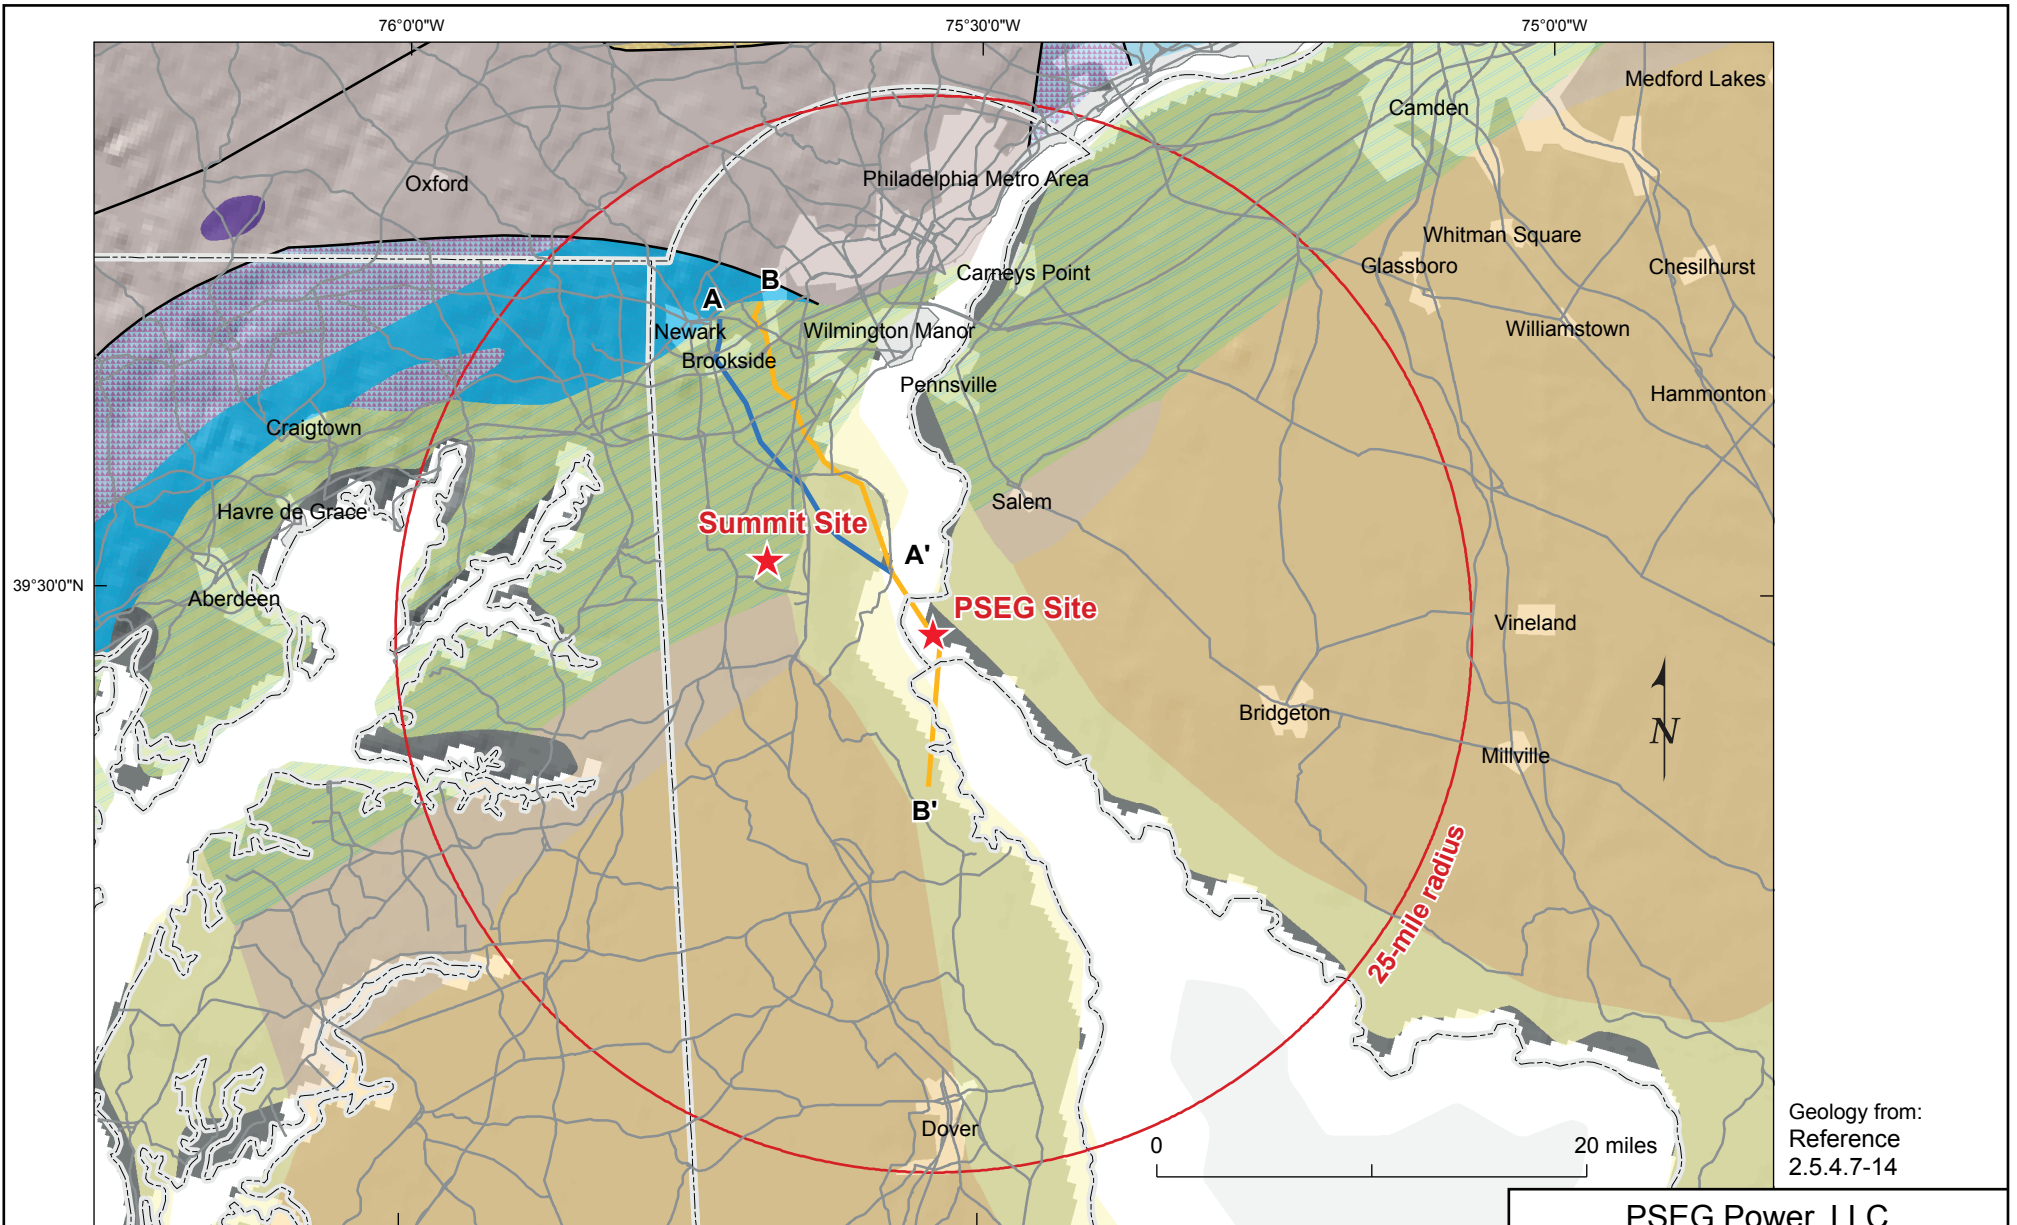 76°0'0"W
75°30'0"W
75°0'0"W
Medford Lakes
Camden
Oxford
Philadelphia Metro Area
Whitman Square
Glassboro
Chesilhurst
Carneys Point
B
A
Newark
Wilmington Manor
Williamstown
Brookside
Pennsville
Hammonton
Craigtown
Salem
Havre de Grace
Summit Site
A'
39°30'0"N
Aberdeen
PSEG Site
Vineland
Bridgeton
N
Millville
B'
25-mile radius
Dover
0
20 miles
Geology from:
Reference
2.5.4.7-14
PSEG Power, LLC